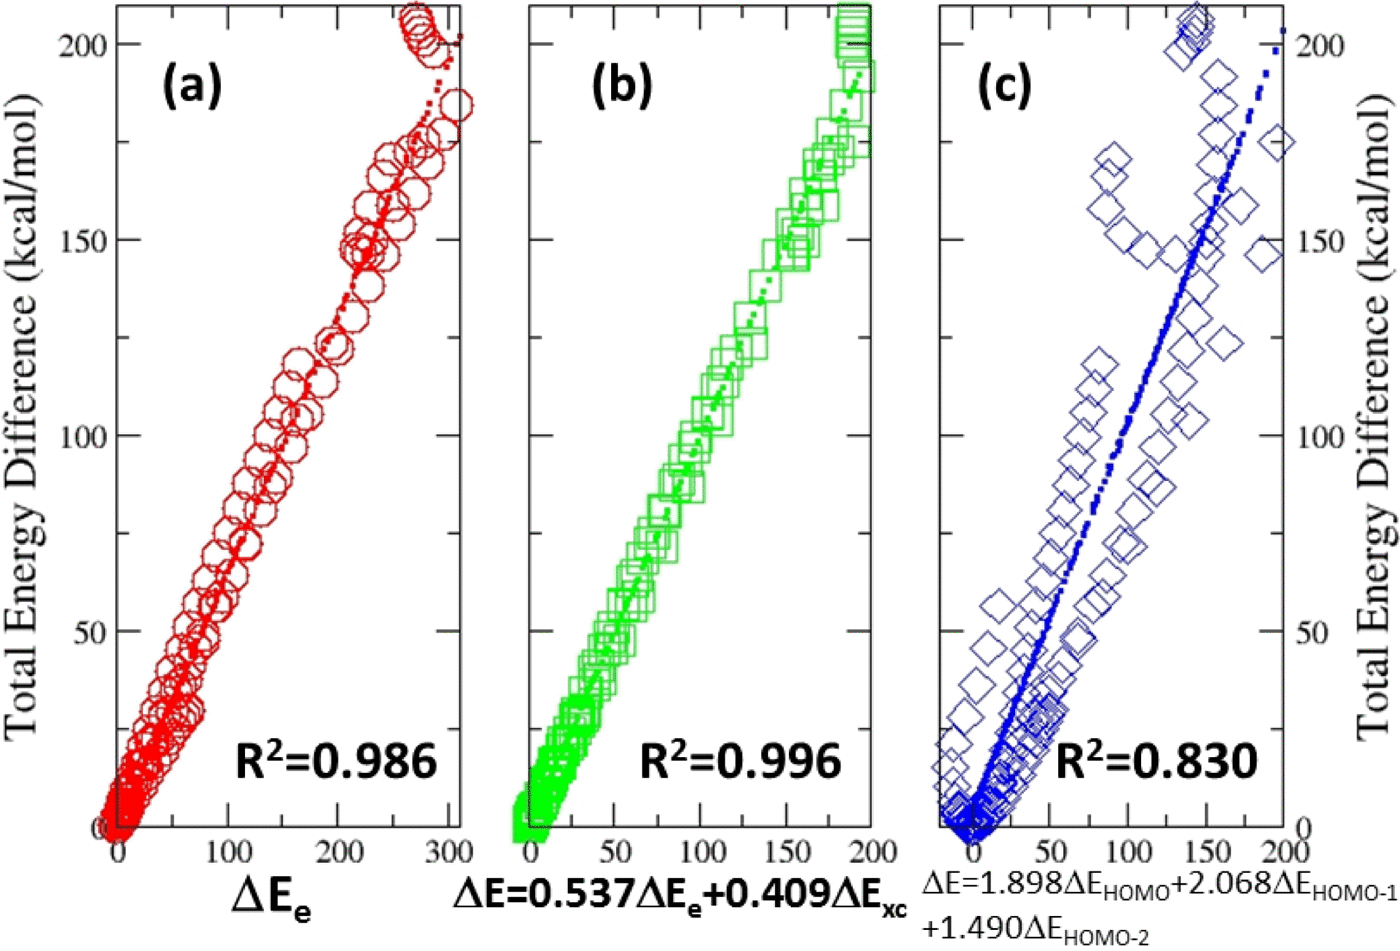 Total Energy Difference (kcal/mol)
200
150
100
50
0
(a)
R²=0.986
0 100 200 300
ΔEₑ
(b)
R²=0.996
0 50 100 150 200
ΔE=0.537ΔEₑ+0.409ΔExc
(c)
R²=0.830
0 50 100 150 200
ΔE=1.898ΔEHOMO+2.068ΔEHOMO-1
+1.490ΔEHOMO-2
200
150
100
50
0
Total Energy Difference (kcal/mol)